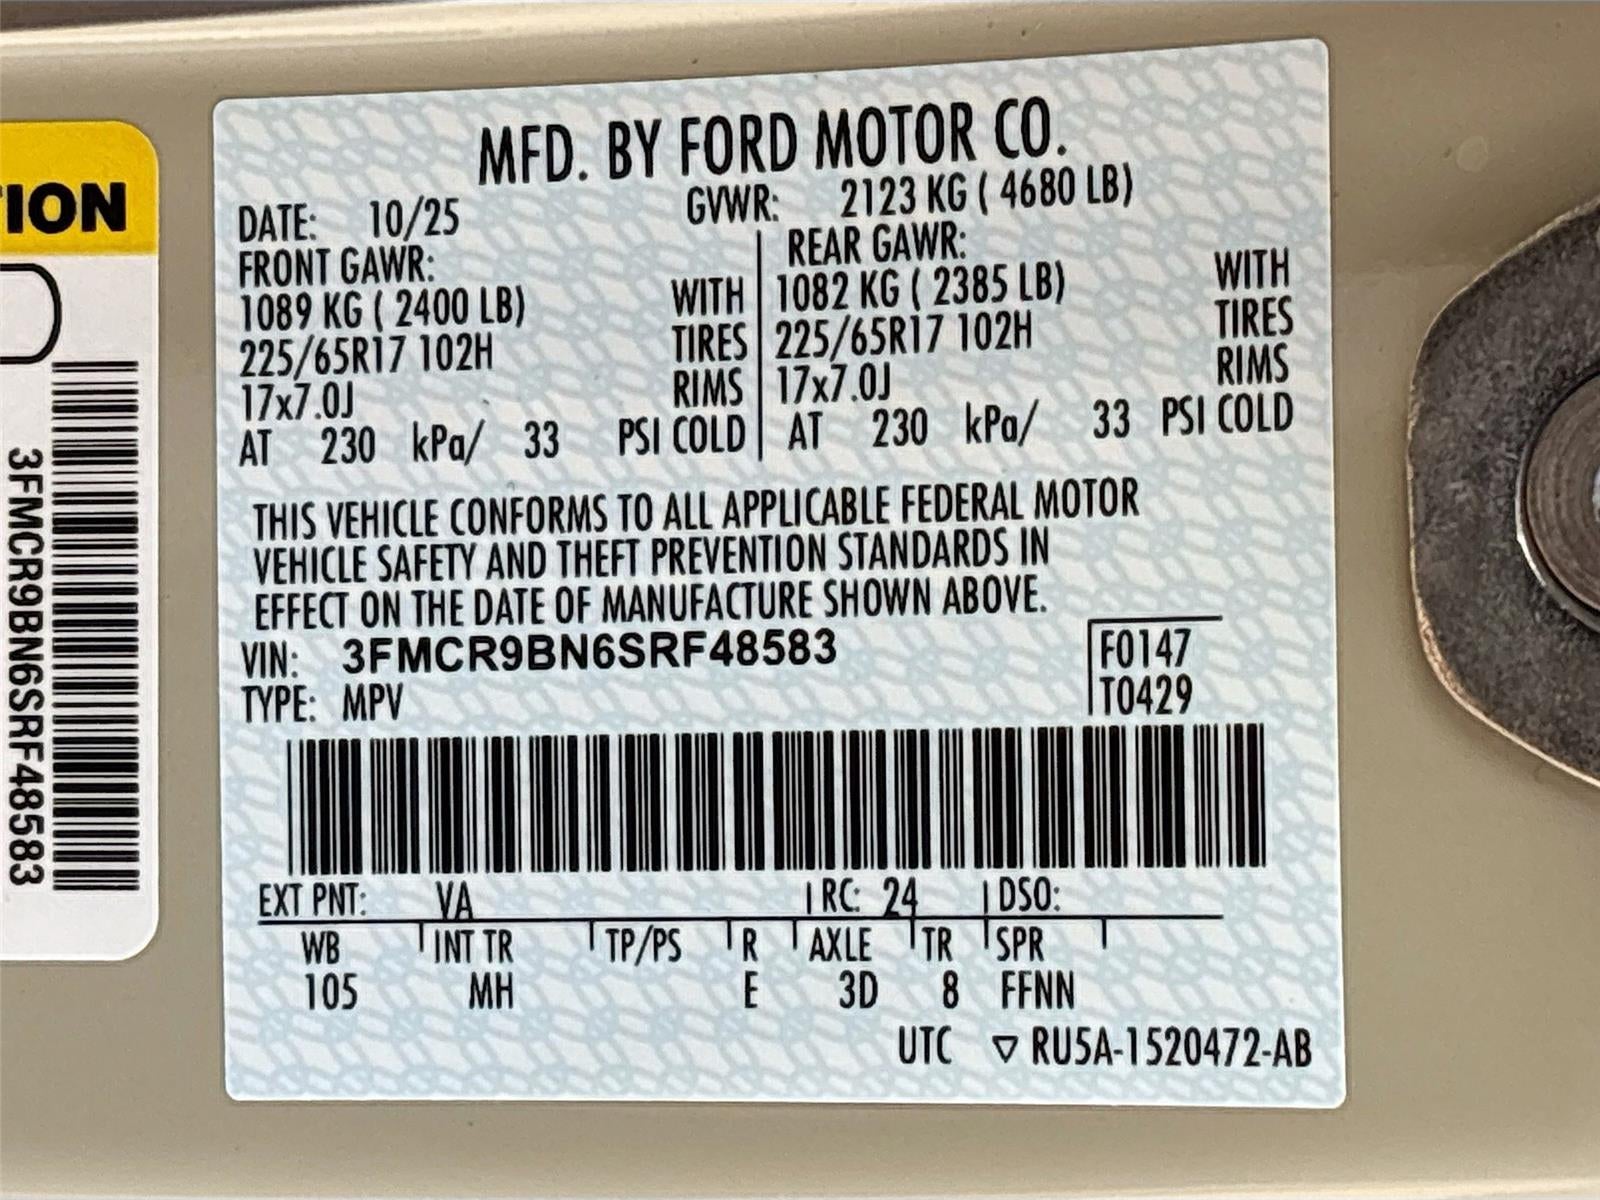 TION
3FMCR9BN6SRF48583
MFD. BY FORD MOTOR CO.
DATE: 10/25 GVWR: 2123 KG ( 4680 LB)
FRONT GAWR: REAR GAWR:
1089 KG ( 2400 LB) WITH 1082 KG ( 2385 LB) WITH
225/65R17 102H TIRES 225/65R17 102H TIRES
17x7.0J RIMS 17x7.0J RIMS
AT 230 kPa/ 33 PSI COLD AT 230 kPa/ 33 PSI COLD
THIS VEHICLE CONFORMS TO ALL APPLICABLE FEDERAL MOTOR
VEHICLE SAFETY AND THEFT PREVENTION STANDARDS IN
EFFECT ON THE DATE OF MANUFACTURE SHOWN ABOVE.
VIN: 3FMCR9BN6SRF48583 F0147
TYPE: MPV T0429
EXT PNT: VA RC: 24 DSO:
WB INT TR TP/PS R AXLE TR SPR
105 MH E 3D 8 FFNN
UTC ▽ RU5A-1520472-AB